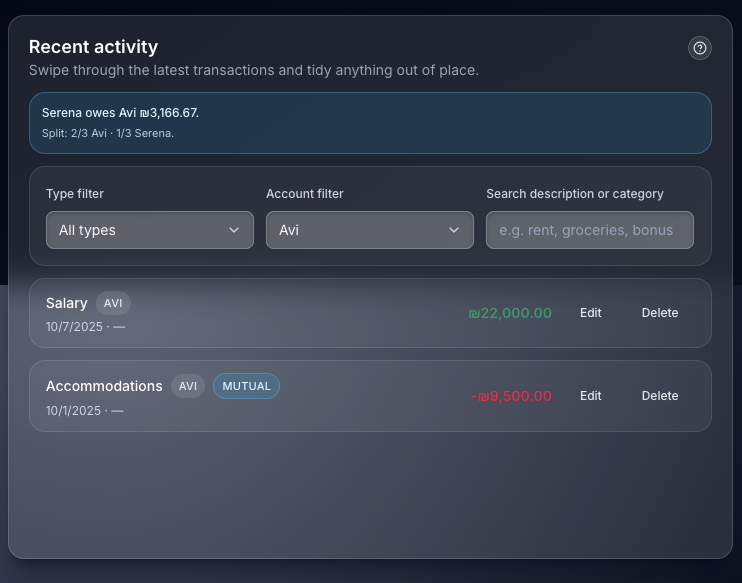 Recent activity
Swipe through the latest transactions and tidy anything out of place.
Serena owes Avi ₪3,166.67.
Split: 2/3 Avi · 1/3 Serena.
Type filter
Account filter
Search description or category
All types
Avi
e.g. rent, groceries, bonus
Salary AVI
10/7/2025 · —
₪22,000.00 Edit Delete
Accommodations AVI MUTUAL
10/1/2025 · —
-₪9,500.00 Edit Delete